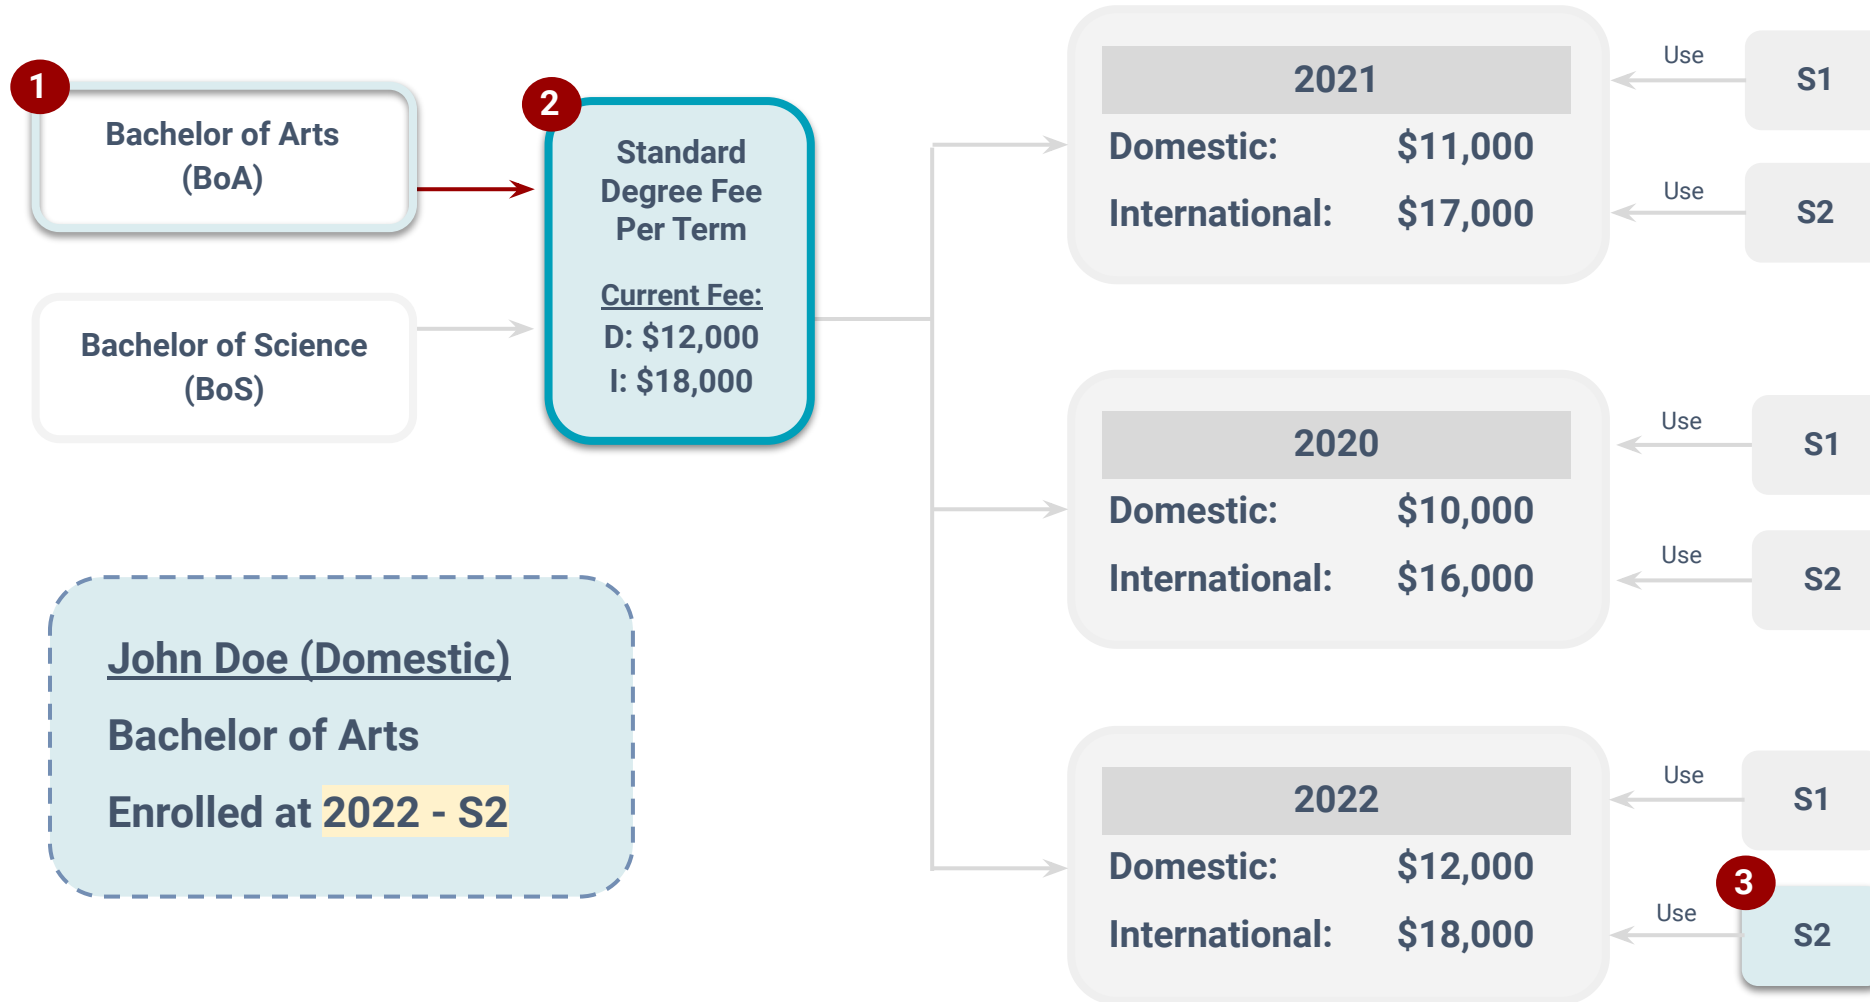 1
Bachelor of Arts
(BoA)
Bachelor of Science
(BoS)
2
Standard
Degree Fee
Per Term
Current Fee:
D: $12,000
I: $18,000
John Doe (Domestic)
Bachelor of Arts
Enrolled at 2022 - S2
2021
Domestic: $11,000
International: $17,000
Use
S1
Use
S2
2020
Domestic: $10,000
International: $16,000
Use
S1
Use
S2
2022
Domestic: $12,000
International: $18,000
Use
S1
3
Use
S2